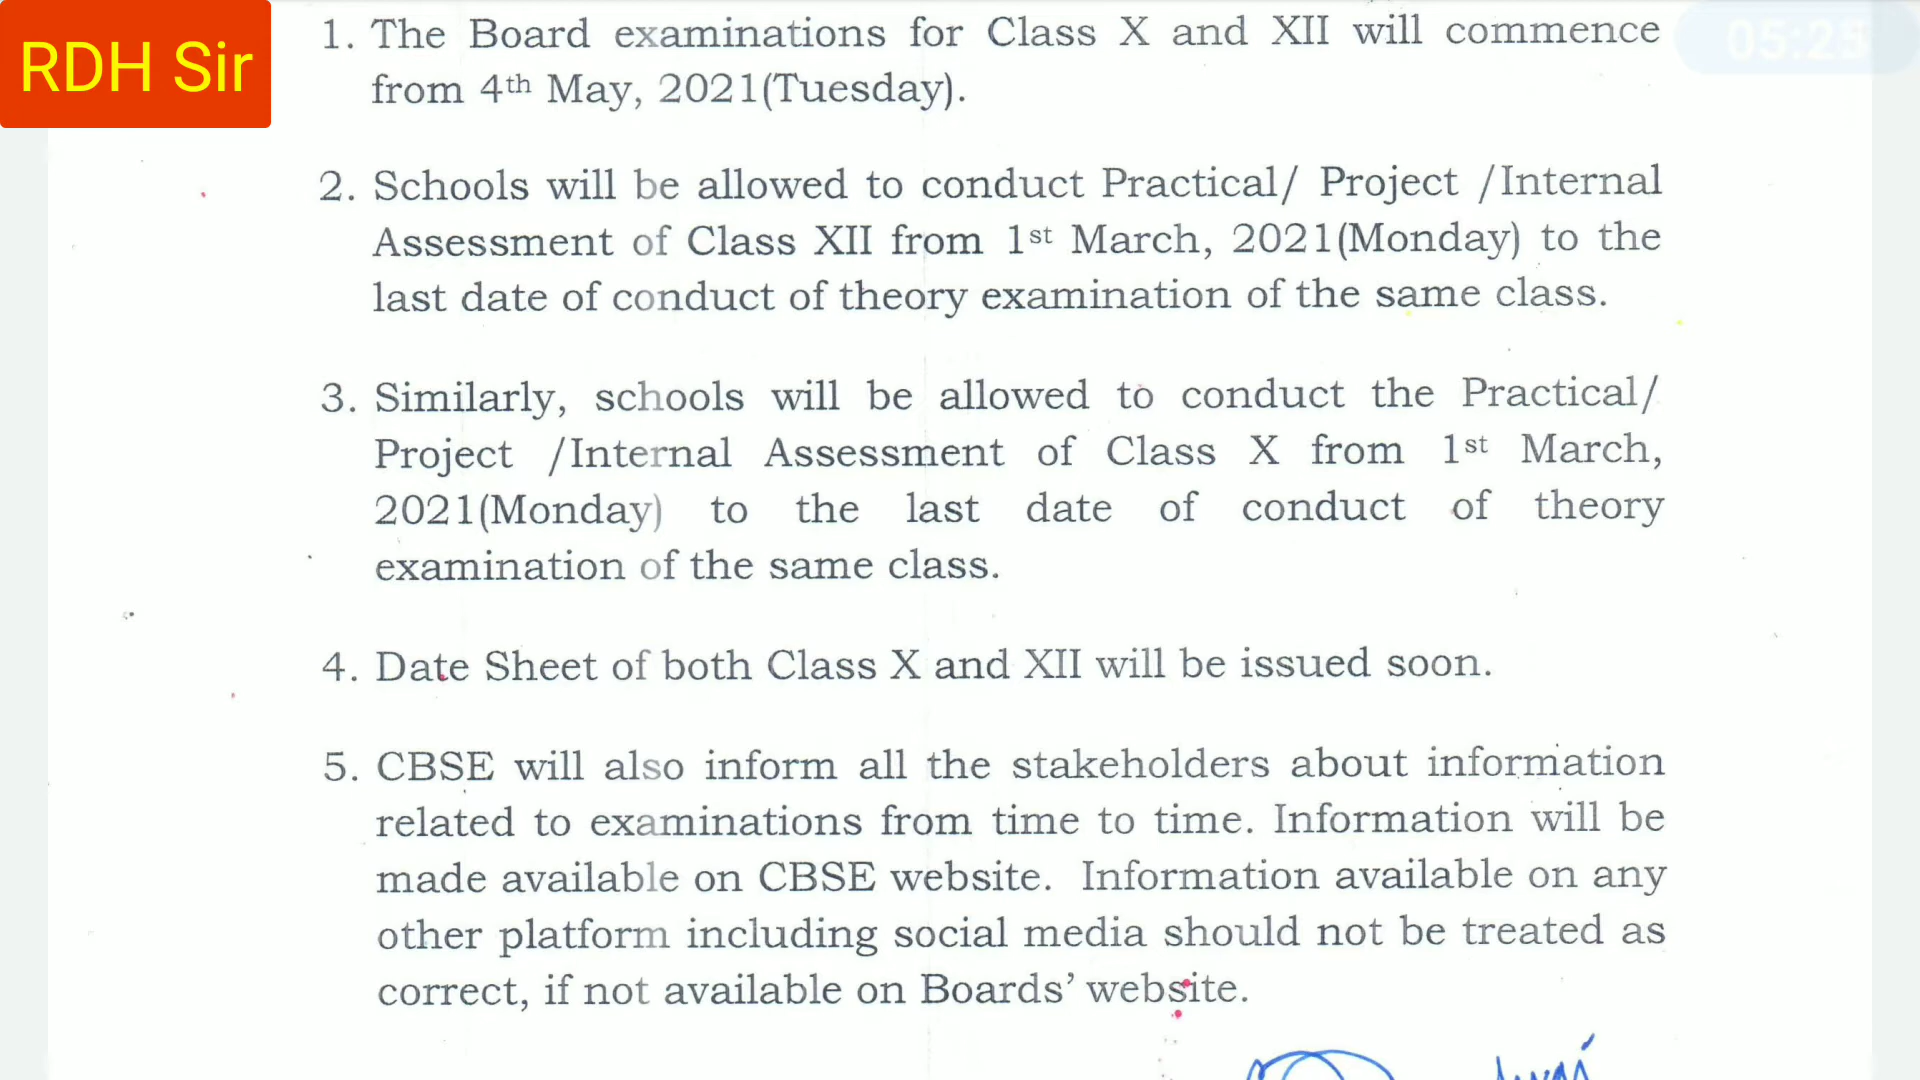 RDH Sir
05:25
1. The Board examinations for Class X and XII will commence
from 4th May, 2021(Tuesday).
2. Schools will be allowed to conduct Practical/ Project /Internal
Assessment of Class XII from 1st March, 2021(Monday) to the
last date of conduct of theory examination of the same class.
3. Similarly, schools will be allowed to conduct the Practical/
Project /Internal Assessment of Class X from 1st March,
2021(Monday) to the last date of conduct of theory
examination of the same class.
4. Date Sheet of both Class X and XII will be issued soon.
5. CBSE will also inform all the stakeholders about information
related to examinations from time to time. Information will be
made available on CBSE website. Information available on any
other platform including social media should not be treated as
correct, if not available on Boards’ website.